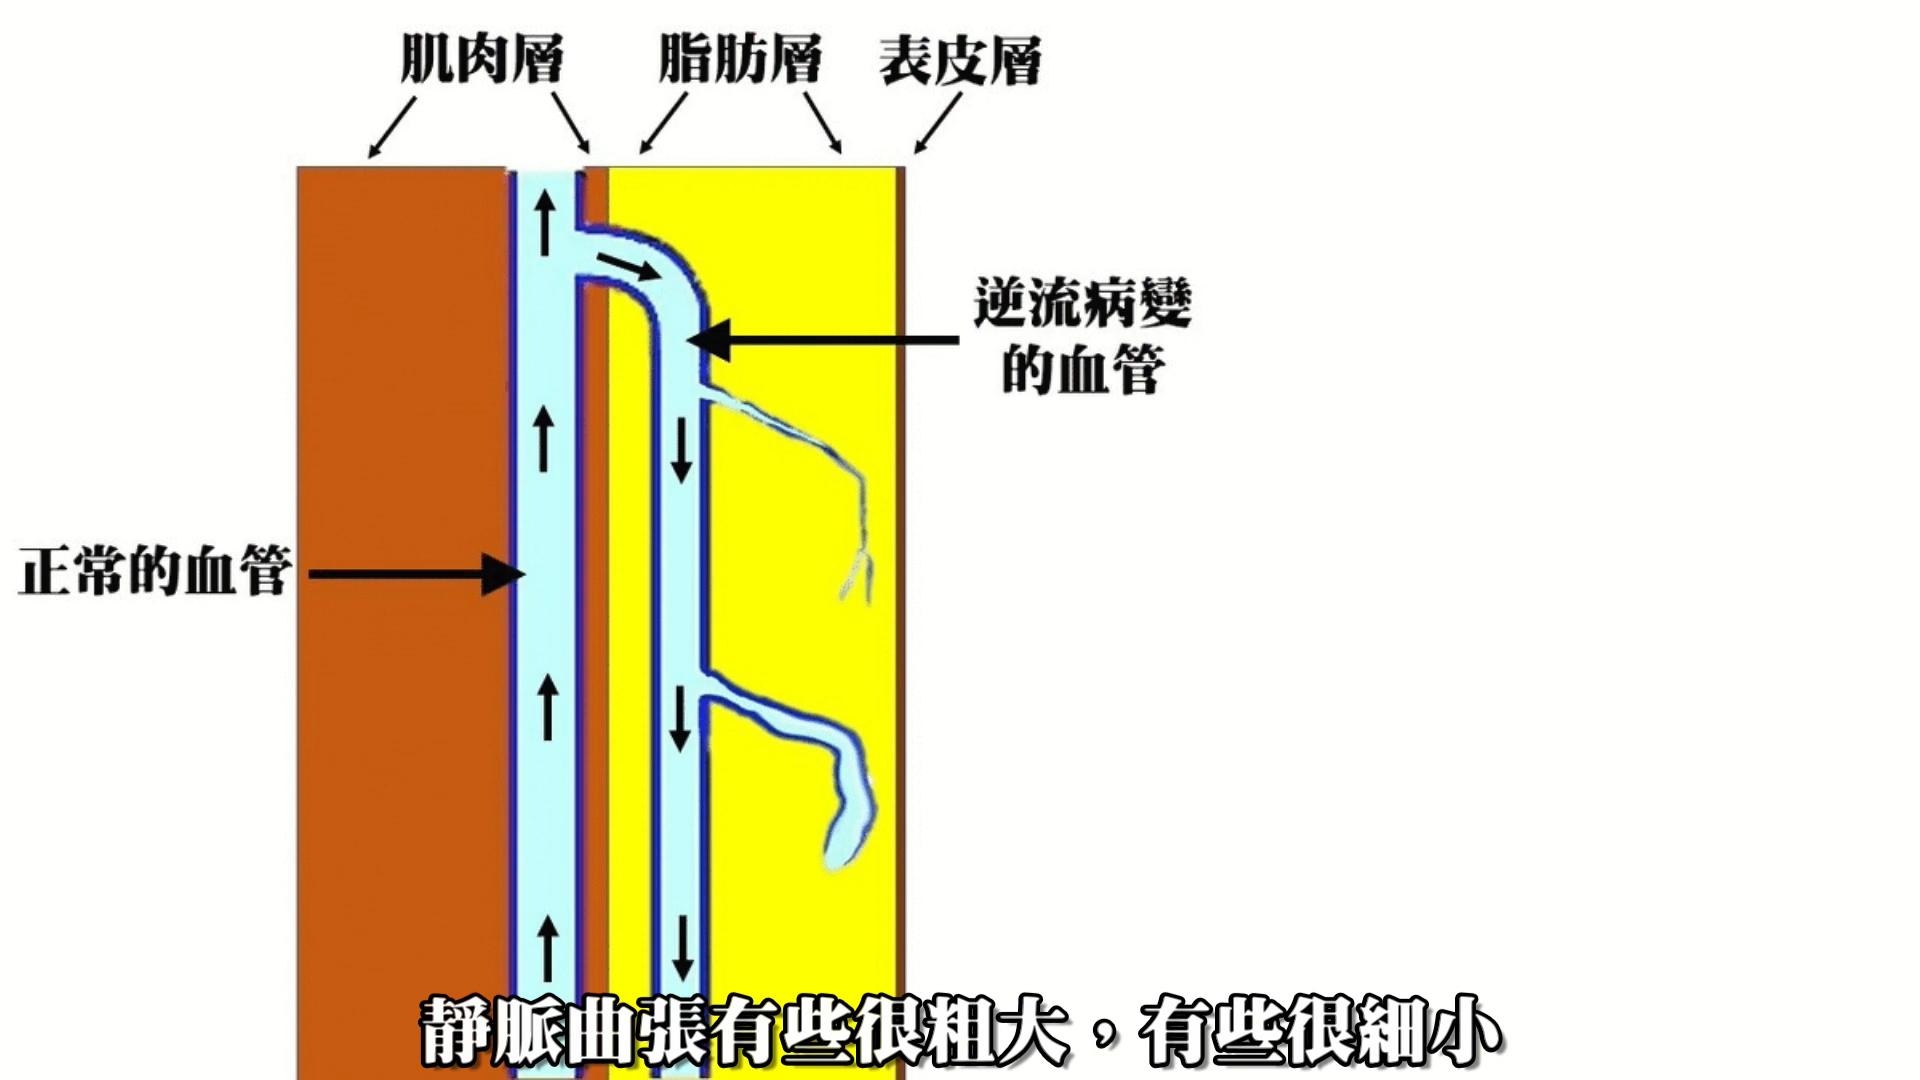 肌肉層
脂肪層
表皮層
逆流病變
的血管
正常的血管
靜脈曲張有些很粗大，有些很細小